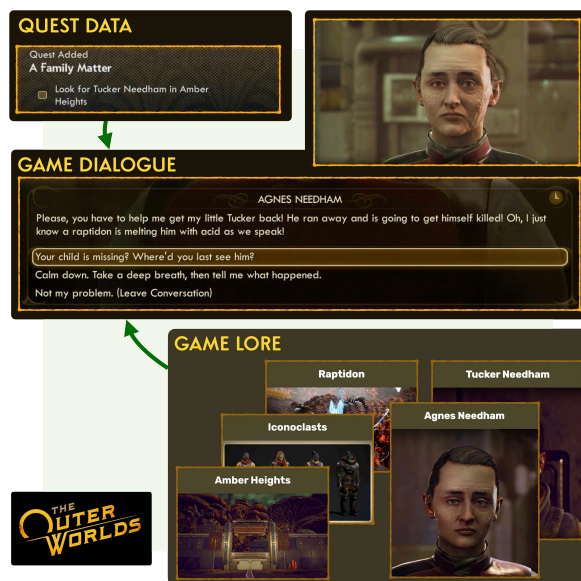 QUEST DATA
Quest Added
A Family Matter
Look for Tucker Needham in Amber
Heights
GAME DIALOGUE
AGNES NEEDHAM
Please, you have to help me get my little Tucker back! He ran away and is going to get himself killed! Oh, I just
know a raptidon is melting him with acid as we speak!
Your child is missing? Where'd you last see him?
Calm down. Take a deep breath, then tell me what happened.
Not my problem. (Leave Conversation)
GAME LORE
Raptidon
Tucker Needham
Agnes Needham
Iconoclasts
Amber Heights
THE
OUTER
WORLDS